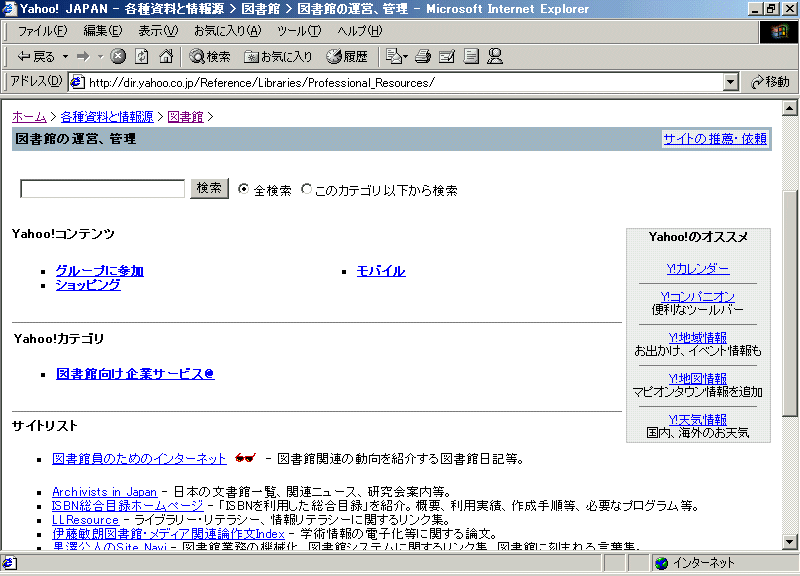 Yahoo! JAPAN - 各種資料と情報源 > 図書館 > 図書館の運営、管理 - Microsoft Internet Explorer
ファイル(F) 編集(E) 表示(V) お気に入り(A) ツール(T) ヘルプ(H)
戻る 検索 お気に入り 履歴
アドレス(D) http://dir.yahoo.co.jp/Reference/Libraries/Professional_Resources/ 移動
ホーム > 各種資料と情報源 > 図書館 >
図書館の運営、管理 サイトの推薦・依頼
検索 全検索 このカテゴリ以下から検索
Yahoo!コンテンツ
グループに参加 モバイル
ショッピング
Yahoo!カテゴリ
図書館向け企業サービス@
サイトリスト
図書館員のためのインターネット - 図書館関連の動向を紹介する図書館日記等。
Archivists in Japan - 日本の文書館一覧、関連ニュース、研究会案内等。
ISBN総合目録ホームページ - 「ISBNを利用した総合目録」を紹介。概要、利用実績、作成手順等、必要なプログラム等。
LLResource - ライブラリー・リテラシー、情報リテラシーに関するリンク集。
伊藤敏朗図書館・メディア関連論作文Index - 学術情報の電子化等に関する論文。
黒澤公人のSite Navi - 図書館業務の機械化、図書館システムに関するリンク集、図書館に刻まれる言葉集。
Yahoo!のオススメ
Y!カレンダー
Y!コンパニオン
便利なツールバー
Y!地域情報
お出かけ、イベント情報も
Y!地図情報
マピオンタウン情報を追加
Y!天気情報
国内、海外のお天気
インターネット